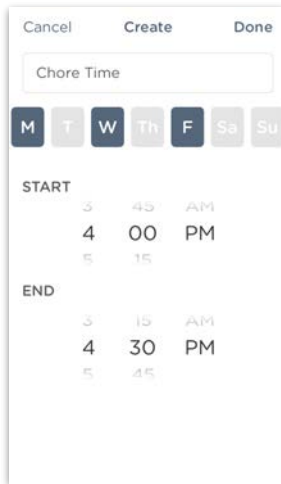 Cancel Create Done
Chore Time
M T W Th F Sa Su
START
3 45 AM
4 00 PM
5 15
END
3 15 AM
4 30 PM
5 45